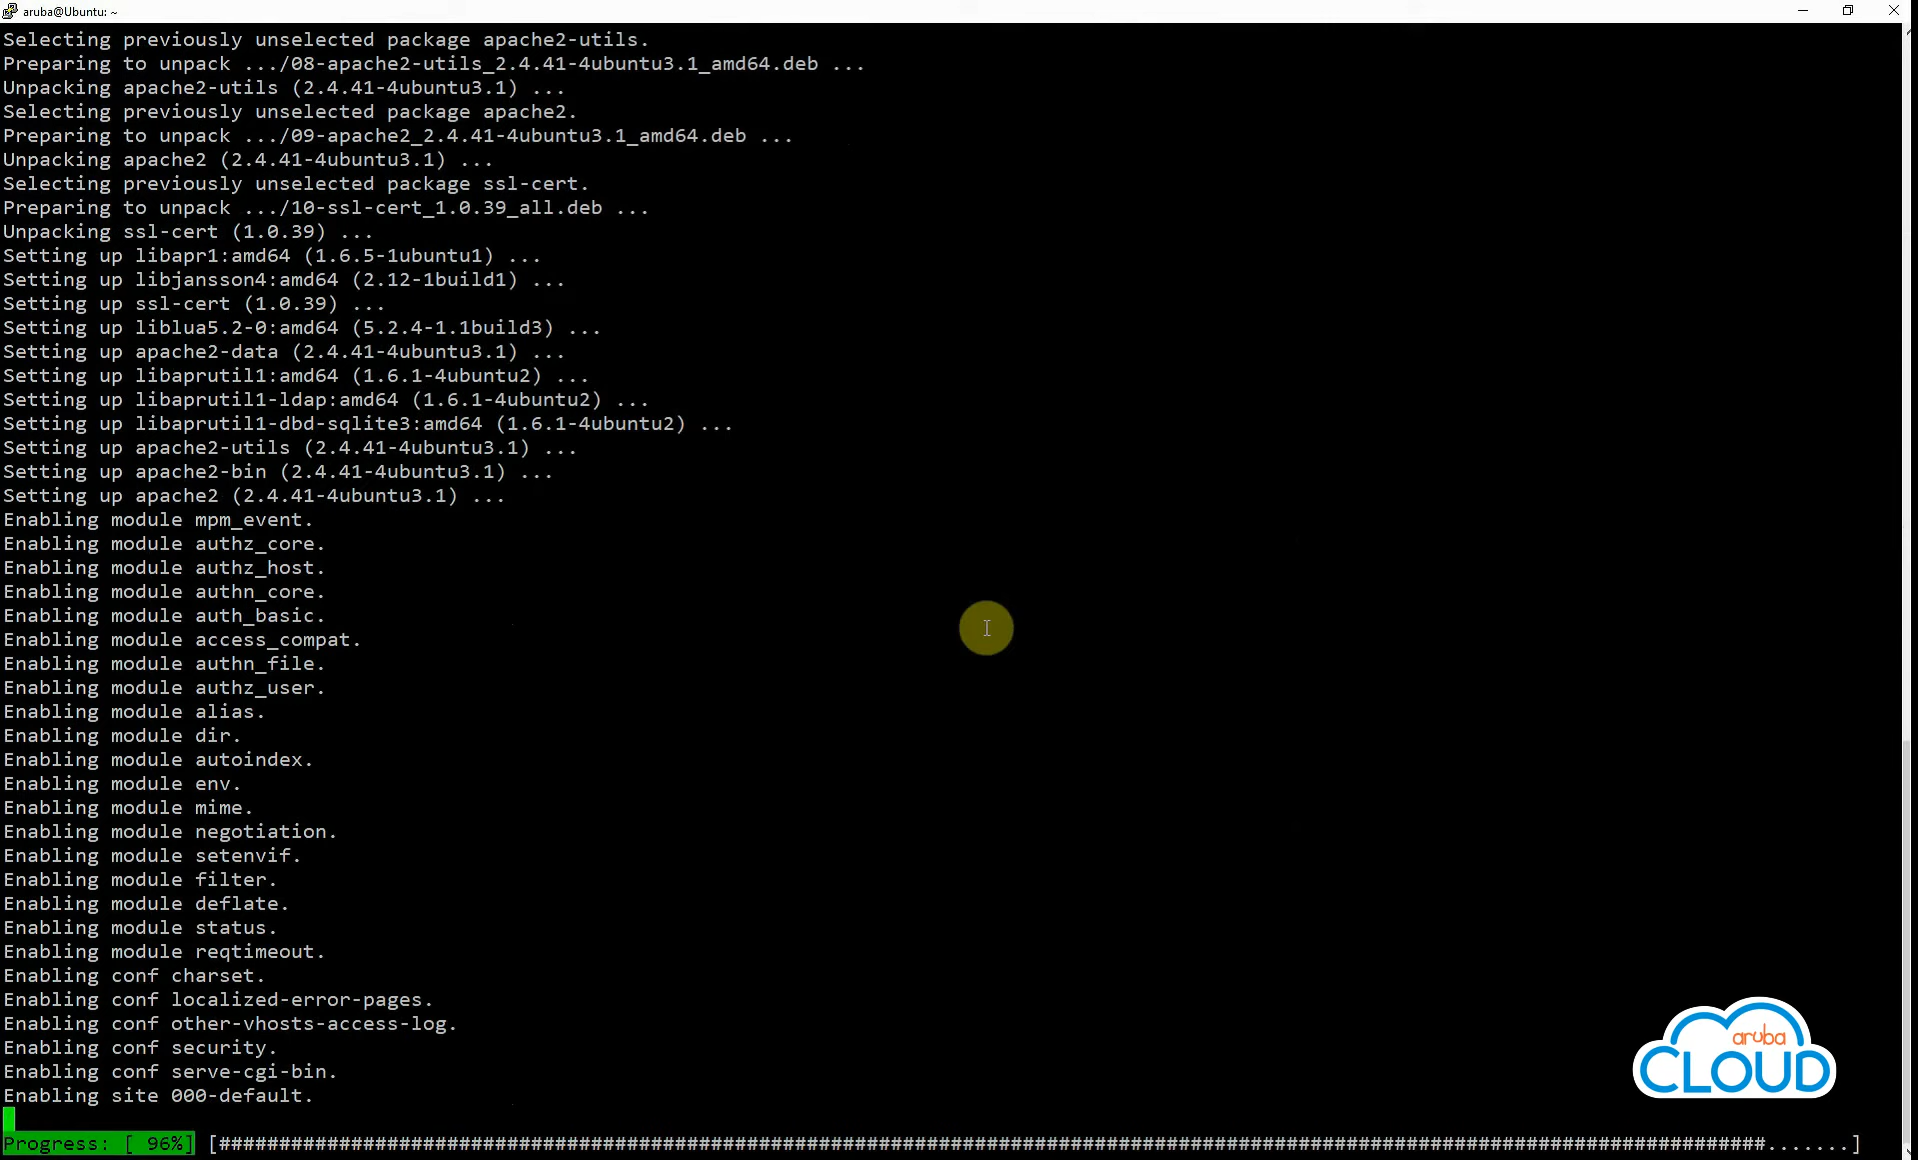 aruba@Ubuntu: ~
Selecting previously unselected package apache2-utils.
Preparing to unpack .../08-apache2-utils_2.4.41-4ubuntu3.1_amd64.deb ...
Unpacking apache2-utils (2.4.41-4ubuntu3.1) ...
Selecting previously unselected package apache2.
Preparing to unpack .../09-apache2_2.4.41-4ubuntu3.1_amd64.deb ...
Unpacking apache2 (2.4.41-4ubuntu3.1) ...
Selecting previously unselected package ssl-cert.
Preparing to unpack .../10-ssl-cert_1.0.39_all.deb ...
Unpacking ssl-cert (1.0.39) ...
Setting up libapr1:amd64 (1.6.5-1ubuntu1) ...
Setting up libjansson4:amd64 (2.12-1build1) ...
Setting up ssl-cert (1.0.39) ...
Setting up liblua5.2-0:amd64 (5.2.4-1.1build3) ...
Setting up apache2-data (2.4.41-4ubuntu3.1) ...
Setting up libaprutil1:amd64 (1.6.1-4ubuntu2) ...
Setting up libaprutil1-ldap:amd64 (1.6.1-4ubuntu2) ...
Setting up libaprutil1-dbd-sqlite3:amd64 (1.6.1-4ubuntu2) ...
Setting up apache2-utils (2.4.41-4ubuntu3.1) ...
Setting up apache2-bin (2.4.41-4ubuntu3.1) ...
Setting up apache2 (2.4.41-4ubuntu3.1) ...
Enabling module mpm_event.
Enabling module authz_core.
Enabling module authz_host.
Enabling module authn_core.
Enabling module auth_basic.
Enabling module access_compat.
Enabling module authn_file.
Enabling module authz_user.
Enabling module alias.
Enabling module dir.
Enabling module autoindex.
Enabling module env.
Enabling module mime.
Enabling module negotiation.
Enabling module setenvif.
Enabling module filter.
Enabling module deflate.
Enabling module status.
Enabling module reqtimeout.
Enabling conf charset.
Enabling conf localized-error-pages.
Enabling conf other-vhosts-access-log.
Enabling conf security.
Enabling conf serve-cgi-bin.
Enabling site 000-default.
Progress: [ 96%] [#################################################################################################################################.......]
aruba
CLOUD